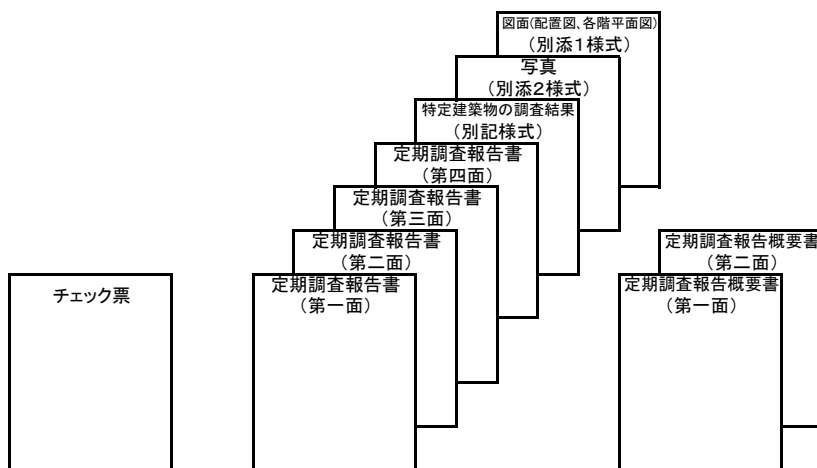 図面(配置図、各階平面図)
(別添1様式)
写真
(別添2様式)
特定建築物の調査結果
(別記様式)
定期調査報告書
(第四面)
定期調査報告書
(第三面)
定期調査報告書
(第二面)
定期調査報告書
(第一面)
チェック票
定期調査報告概要書
(第二面)
定期調査報告概要書
(第一面)